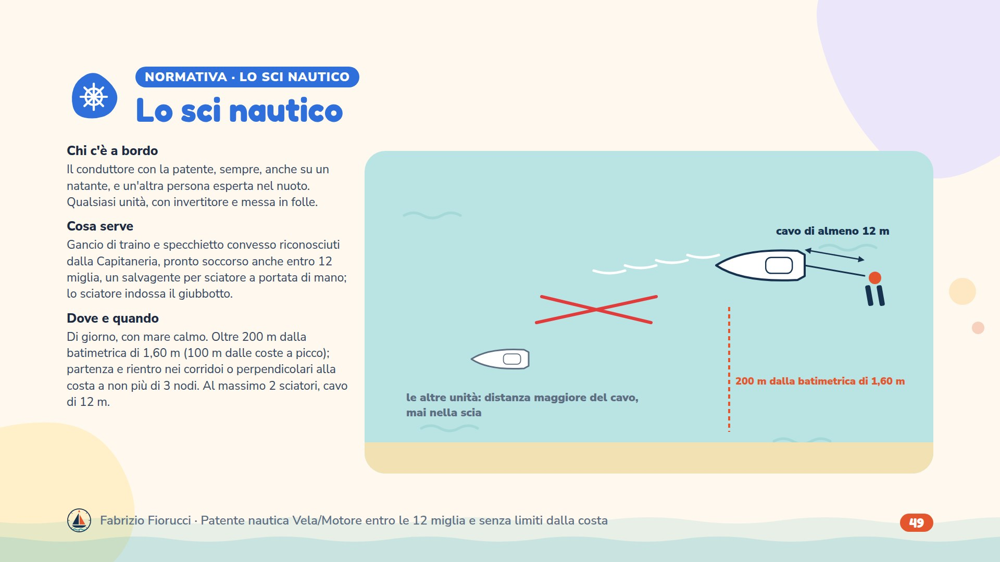 NORMATIVA · LO SCI NAUTICO
Lo sci nautico
Chi c'è a bordo
Il conduttore con la patente, sempre, anche su un
natante, e un'altra persona esperta nel nuoto.
Qualsiasi unità, con invertitore e messa in folle.
Cosa serve
Gancio di traino e specchietto convesso riconosciuti
dalla Capitaneria, pronto soccorso anche entro 12
miglia, un salvagente per sciatore a portata di mano;
lo sciatore indossa il giubbotto.
Dove e quando
Di giorno, con mare calmo. Oltre 200 m dalla
batimetrica di 1,60 m (100 m dalle coste a picco);
partenza e rientro nei corridoi o perpendicolari alla
costa a non più di 3 nodi. Al massimo 2 sciatori, cavo
di 12 m.
cavo di almeno 12 m
200 m dalla batimetrica di 1,60 m
le altre unità: distanza maggiore del cavo,
mai nella scia
Fabrizio Fiorucci · Patente nautica Vela/Motore entro le 12 miglia e senza limiti dalla costa
49